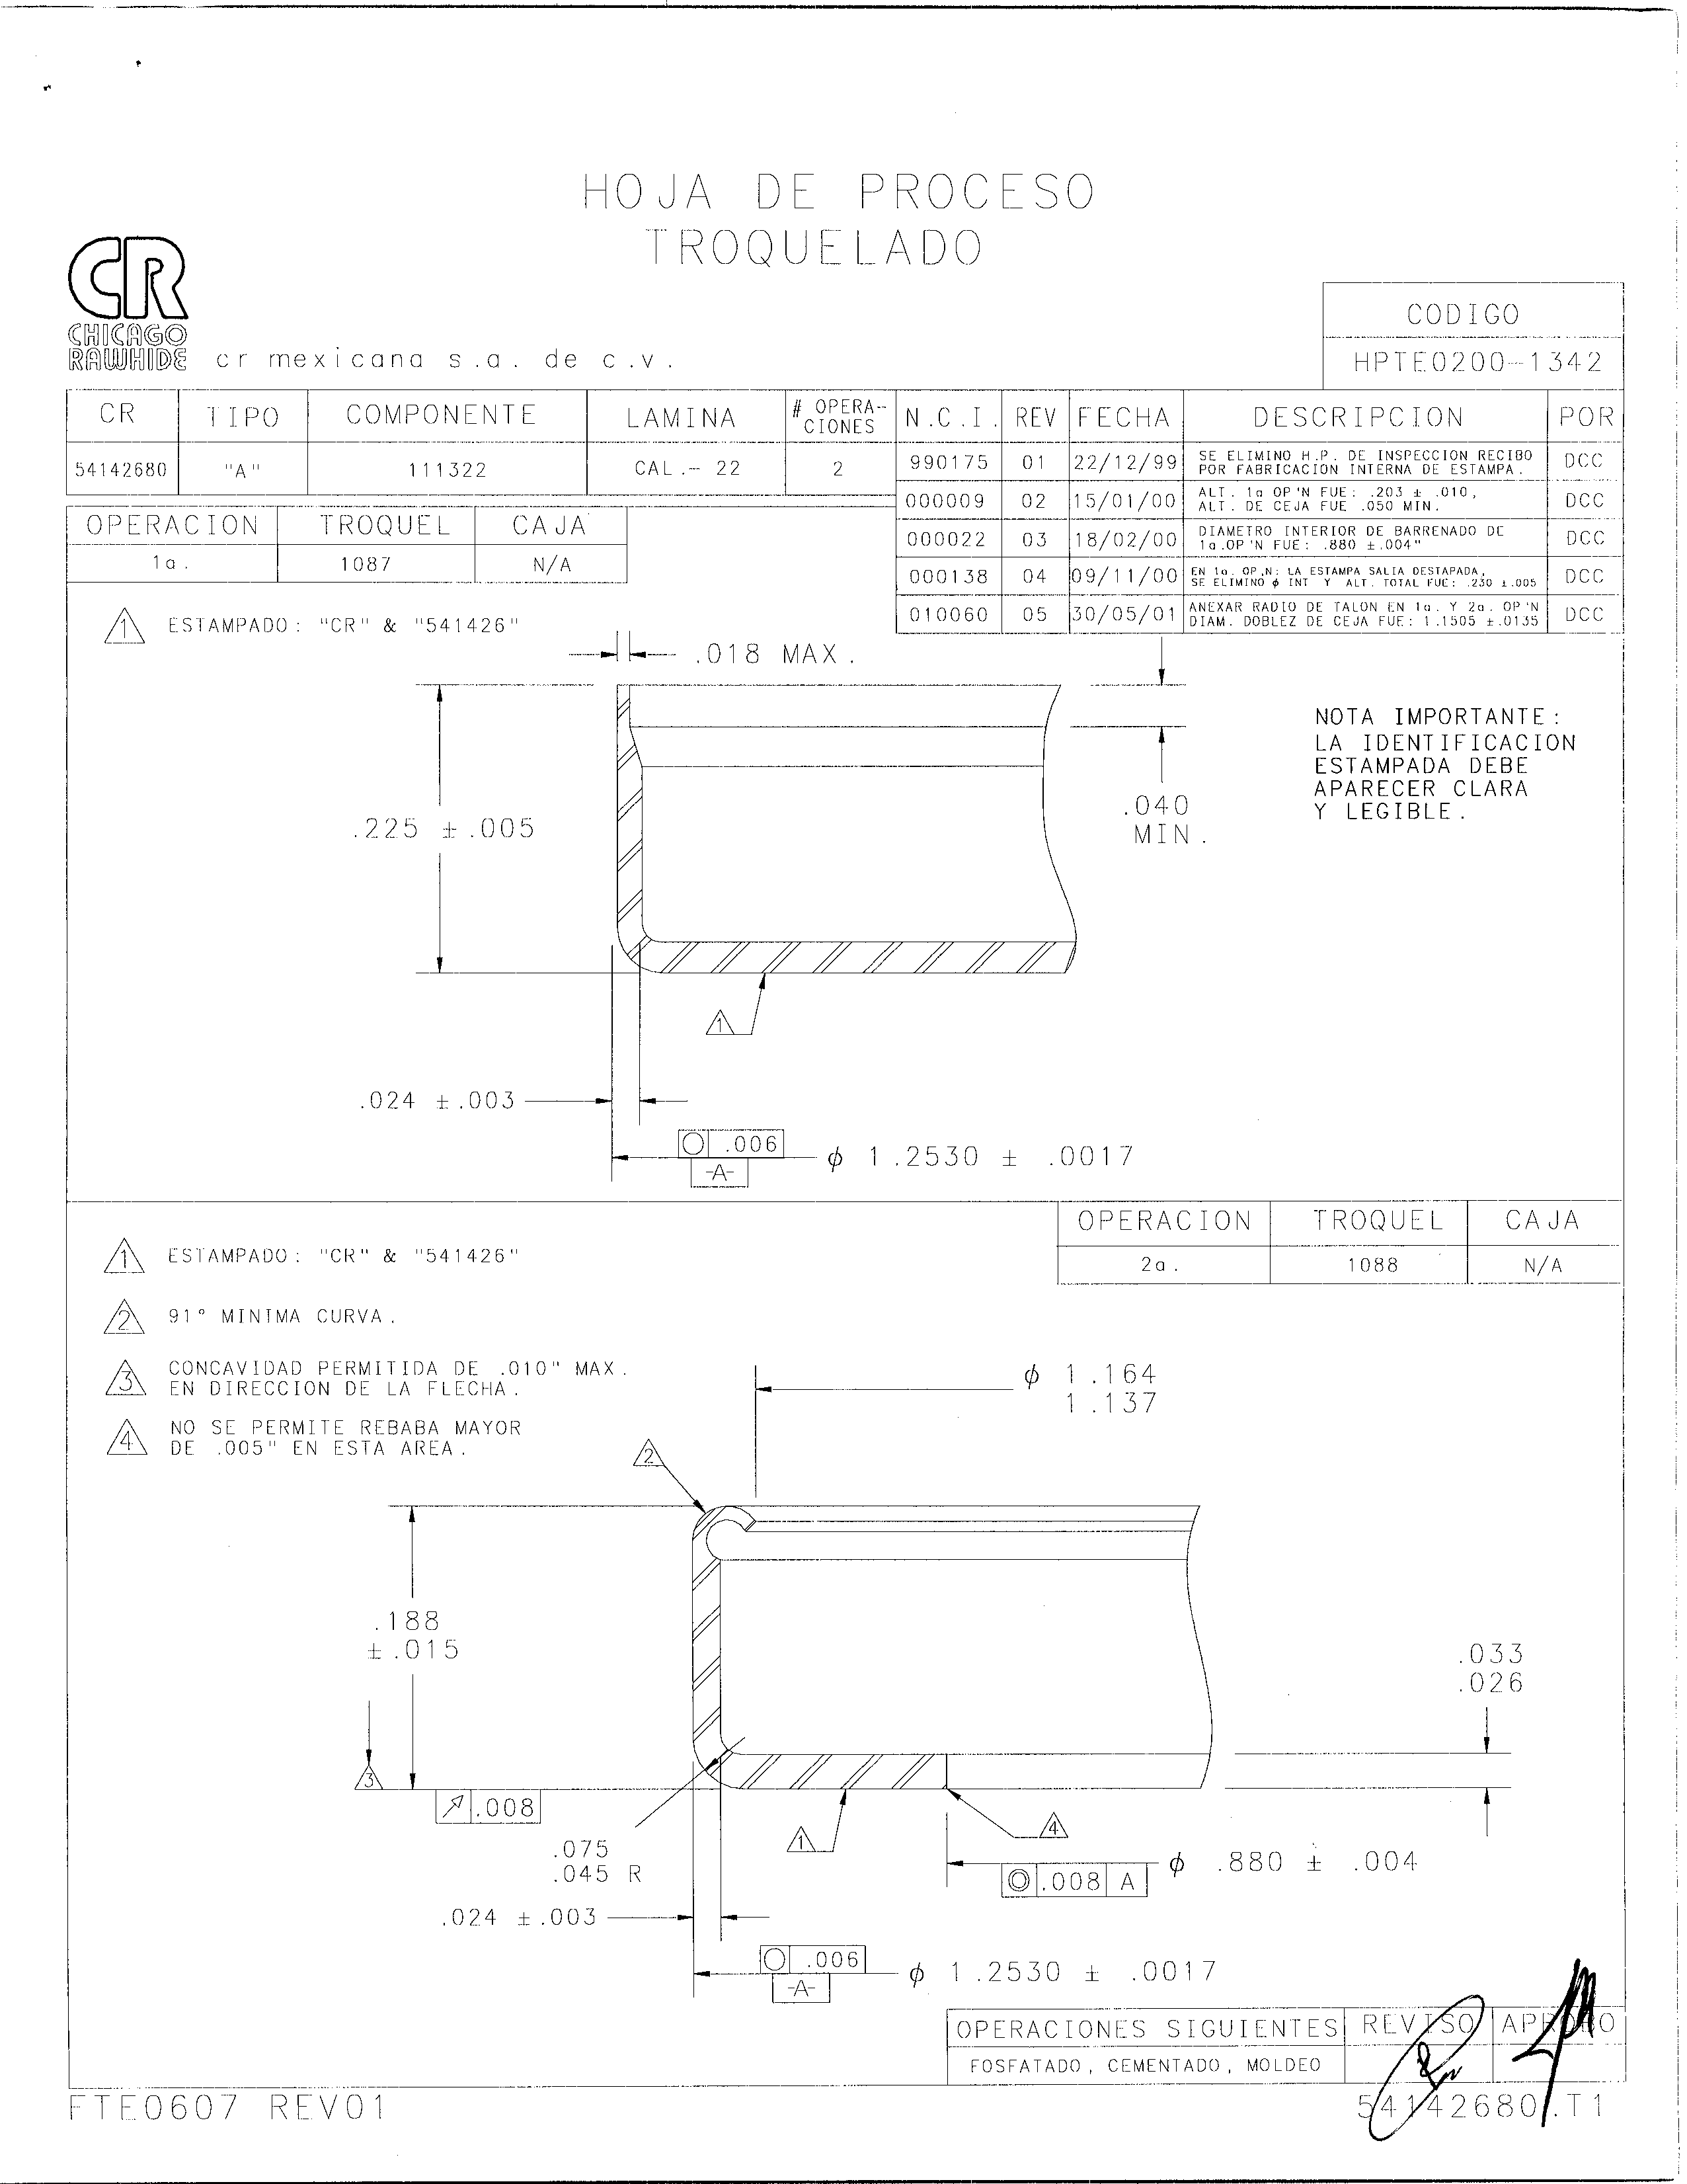 HOJA DE PROCESO
TROQUELADO
CR
CHICAGO
RAWHIDE
cr mexicana s.a. de c.v.
CODIGO
HPTE0200-1342
CR TIPO COMPONENTE LAMINA # OPERA-CIONES
54142680 "A" 111322 CAL.- 22 2
N.C.I. REV FECHA DESCRIPCION POR
990175 01 22/12/99 SE ELIMINO H.P. DE INSPECCION RECIBO
POR FABRICACION INTERNA DE ESTAMPA. DCC
000009 02 15/01/00 ALT. 1a OP'N FUE: .203 ± .010,
ALT. DE CEJA FUE .050 MIN. DCC
000022 03 18/02/00 DIAMETRO INTERIOR DE BARRENADO DE
1a.OP'N FUE: .880 ±.004" DCC
000138 04 09/11/00 EN 1a. OP,N: LA ESTAMPA SALIA DESTAPADA,
SE ELIMINO ϕ INT Y ALT. TOTAL FUE: .230 ±.005 DCC
010060 05 30/05/01 ANEXAR RADIO DE TALON EN 1a. Y 2a. OP'N
DIAM. DOBLEZ DE CEJA FUE: 1.1505 ±.0135 DCC
OPERACION TROQUEL CAJA
1a. 1087 N/A
1 ESTAMPADO: "CR" & "541426"
.018 MAX.
NOTA IMPORTANTE:
LA IDENTIFICACION
ESTAMPADA DEBE
APARECER CLARA
Y LEGIBLE.
.040
MIN.
.225 ±.005
1
.024 ±.003
.006
-A-
ϕ 1.2530 ± .0017
OPERACION TROQUEL CAJA
2a. 1088 N/A
1 ESTAMPADO: "CR" & "541426"
2 91° MINIMA CURVA.
3 CONCAVIDAD PERMITIDA DE .010" MAX.
EN DIRECCION DE LA FLECHA.
4 NO SE PERMITE REBABA MAYOR
DE .005" EN ESTA AREA.
ϕ 1.164
1.137
2
.188
±.015
.033
.026
3
.008
.075
.045 R
1
4
ϕ .880 ± .004
.008 A
.024 ±.003
.006
-A-
ϕ 1.2530 ± .0017
OPERACIONES SIGUIENTES REVISO APROBO
FOSFATADO, CEMENTADO, MOLDEO
FTE0607 REV01
54142680.T1